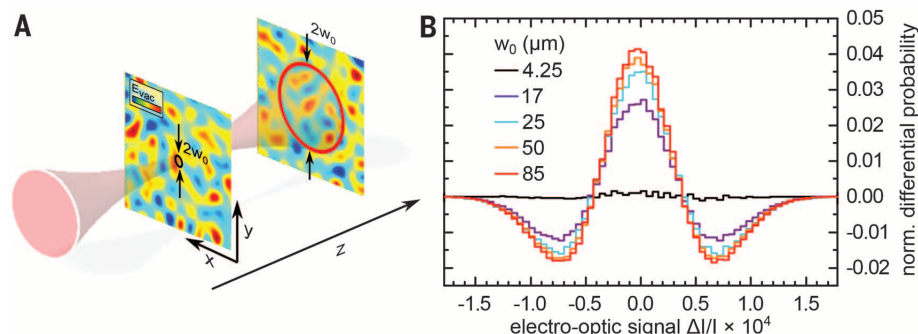 A
2w₀
E_vac
2w₀
x
y
z
B
w₀ (µm)
4.25
17
25
50
85
0.05
0.04
0.03
0.02
0.01
0.00
-0.01
-0.02
norm. differential probability
-1.5 -1.0 -0.5 0.0 0.5 1.0 1.5
electro-optic signal ΔI/I × 10⁴